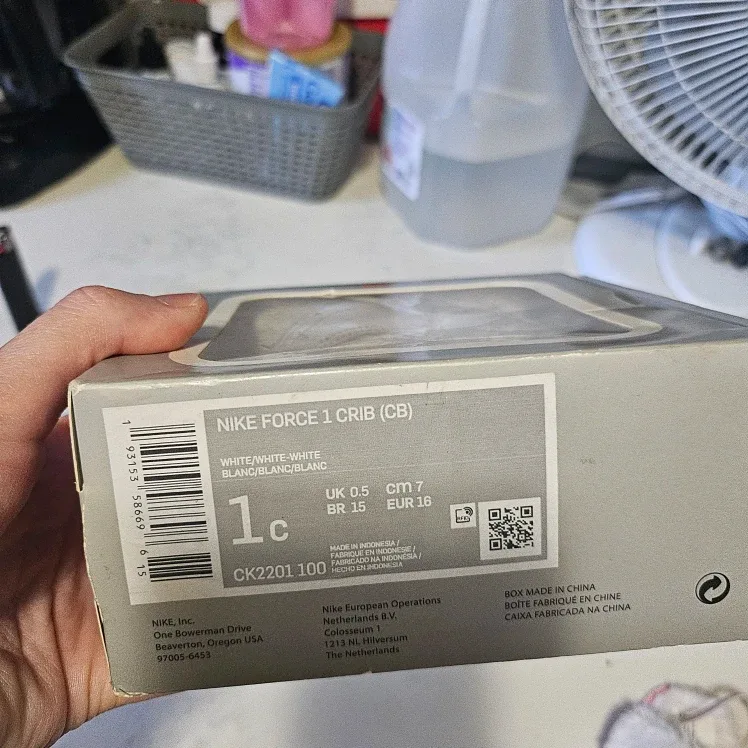 NIKE FORCE 1 CRIB (CB)
WHITE/WHITE-WHITE
BLANC/BLANC/BLANC
1c
UK 0.5 cm 7
BR 15 EUR 16
RFID
CK2201 100
MADE IN INDONESIA /
FABRIQUÉ EN INDONESIE /
FABRICADO NA INDONÉSIA /
HECHO EN INDONESIA
1 93153 58669 6 15
NIKE, Inc.
One Bowerman Drive
Beaverton, Oregon USA
97005-6453
Nike European Operations
Netherlands B.V.
Colosseum 1
1213 NL Hilversum
The Netherlands
BOX MADE IN CHINA
BOÎTE FABRIQUÉ EN CHINE
CAIXA FABRICADA NA CHINA